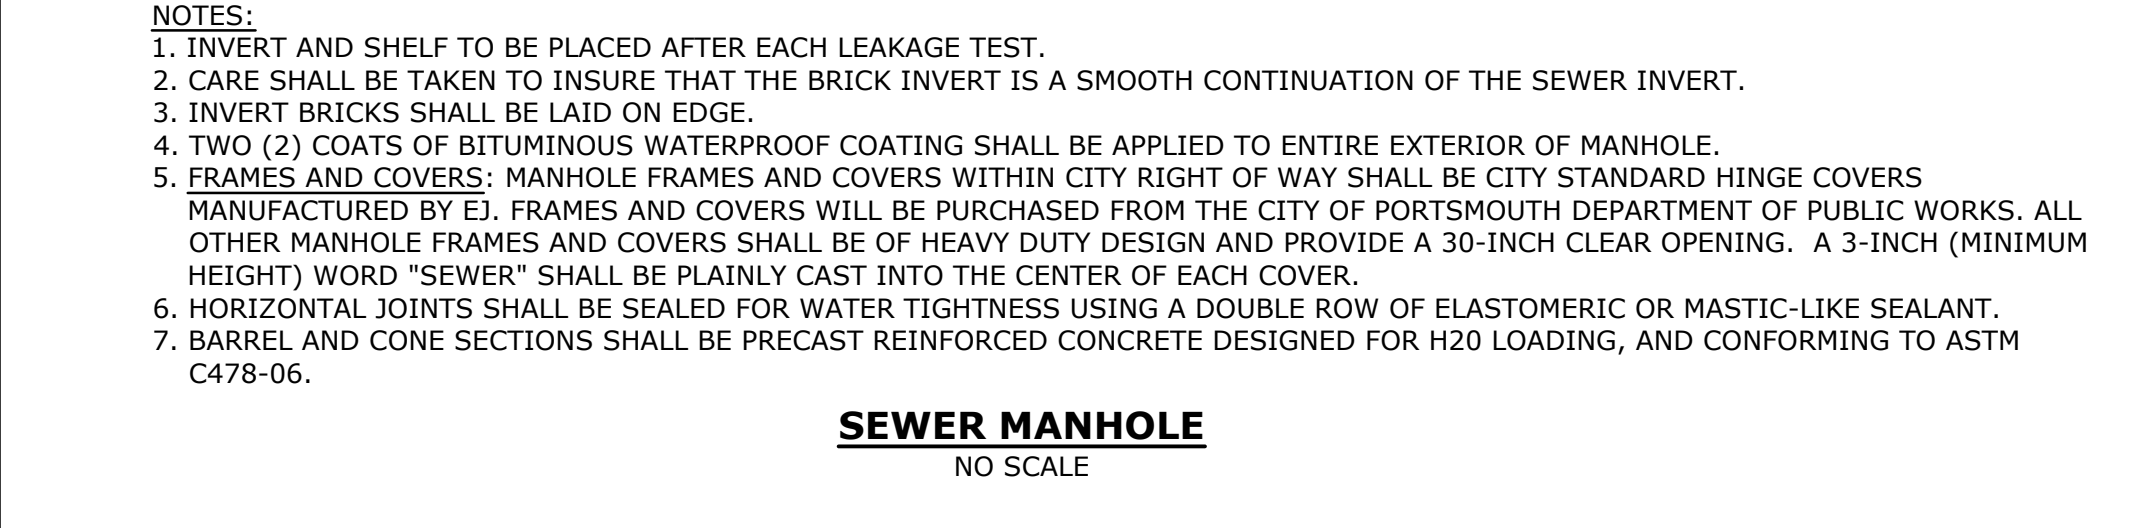 NOTES:
1. INVERT AND SHELF TO BE PLACED AFTER EACH LEAKAGE TEST.
2. CARE SHALL BE TAKEN TO INSURE THAT THE BRICK INVERT IS A SMOOTH CONTINUATION OF THE SEWER INVERT.
3. INVERT BRICKS SHALL BE LAID ON EDGE.
4. TWO (2) COATS OF BITUMINOUS WATERPROOF COATING SHALL BE APPLIED TO ENTIRE EXTERIOR OF MANHOLE.
5. FRAMES AND COVERS: MANHOLE FRAMES AND COVERS WITHIN CITY RIGHT OF WAY SHALL BE CITY STANDARD HINGE COVERS
MANUFACTURED BY EJ. FRAMES AND COVERS WILL BE PURCHASED FROM THE CITY OF PORTSMOUTH DEPARTMENT OF PUBLIC WORKS. ALL
OTHER MANHOLE FRAMES AND COVERS SHALL BE OF HEAVY DUTY DESIGN AND PROVIDE A 30-INCH CLEAR OPENING.  A 3-INCH (MINIMUM
HEIGHT) WORD "SEWER" SHALL BE PLAINLY CAST INTO THE CENTER OF EACH COVER.
6. HORIZONTAL JOINTS SHALL BE SEALED FOR WATER TIGHTNESS USING A DOUBLE ROW OF ELASTOMERIC OR MASTIC-LIKE SEALANT.
7. BARREL AND CONE SECTIONS SHALL BE PRECAST REINFORCED CONCRETE DESIGNED FOR H20 LOADING, AND CONFORMING TO ASTM
C478-06.
SEWER MANHOLE
NO SCALE